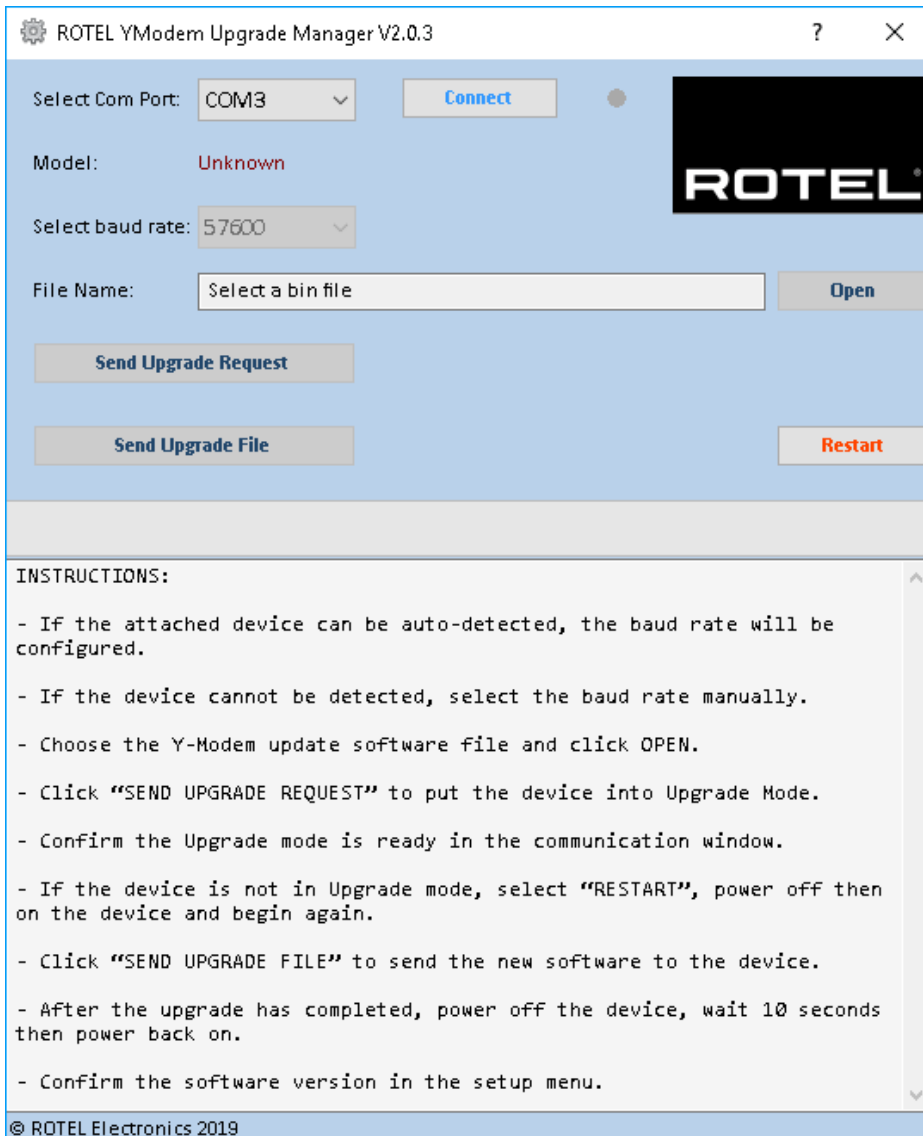 ROTEL YModem Upgrade Manager V2.0.3 ?
Select Com Port: COM3 Connect
Model: Unknown
ROTEL
Select baud rate: 57600
File Name: Select a bin file Open
Send Upgrade Request
Send Upgrade File Restart
INSTRUCTIONS:
- If the attached device can be auto-detected, the baud rate will be
configured.
- If the device cannot be detected, select the baud rate manually.
- Choose the Y-Modem update software file and click OPEN.
- Click “SEND UPGRADE REQUEST” to put the device into Upgrade Mode.
- Confirm the Upgrade mode is ready in the communication window.
- If the device is not in Upgrade mode, select “RESTART”, power off then
on the device and begin again.
- Click “SEND UPGRADE FILE” to send the new software to the device.
- After the upgrade has completed, power off the device, wait 10 seconds
then power back on.
- Confirm the software version in the setup menu.
© ROTEL Electronics 2019